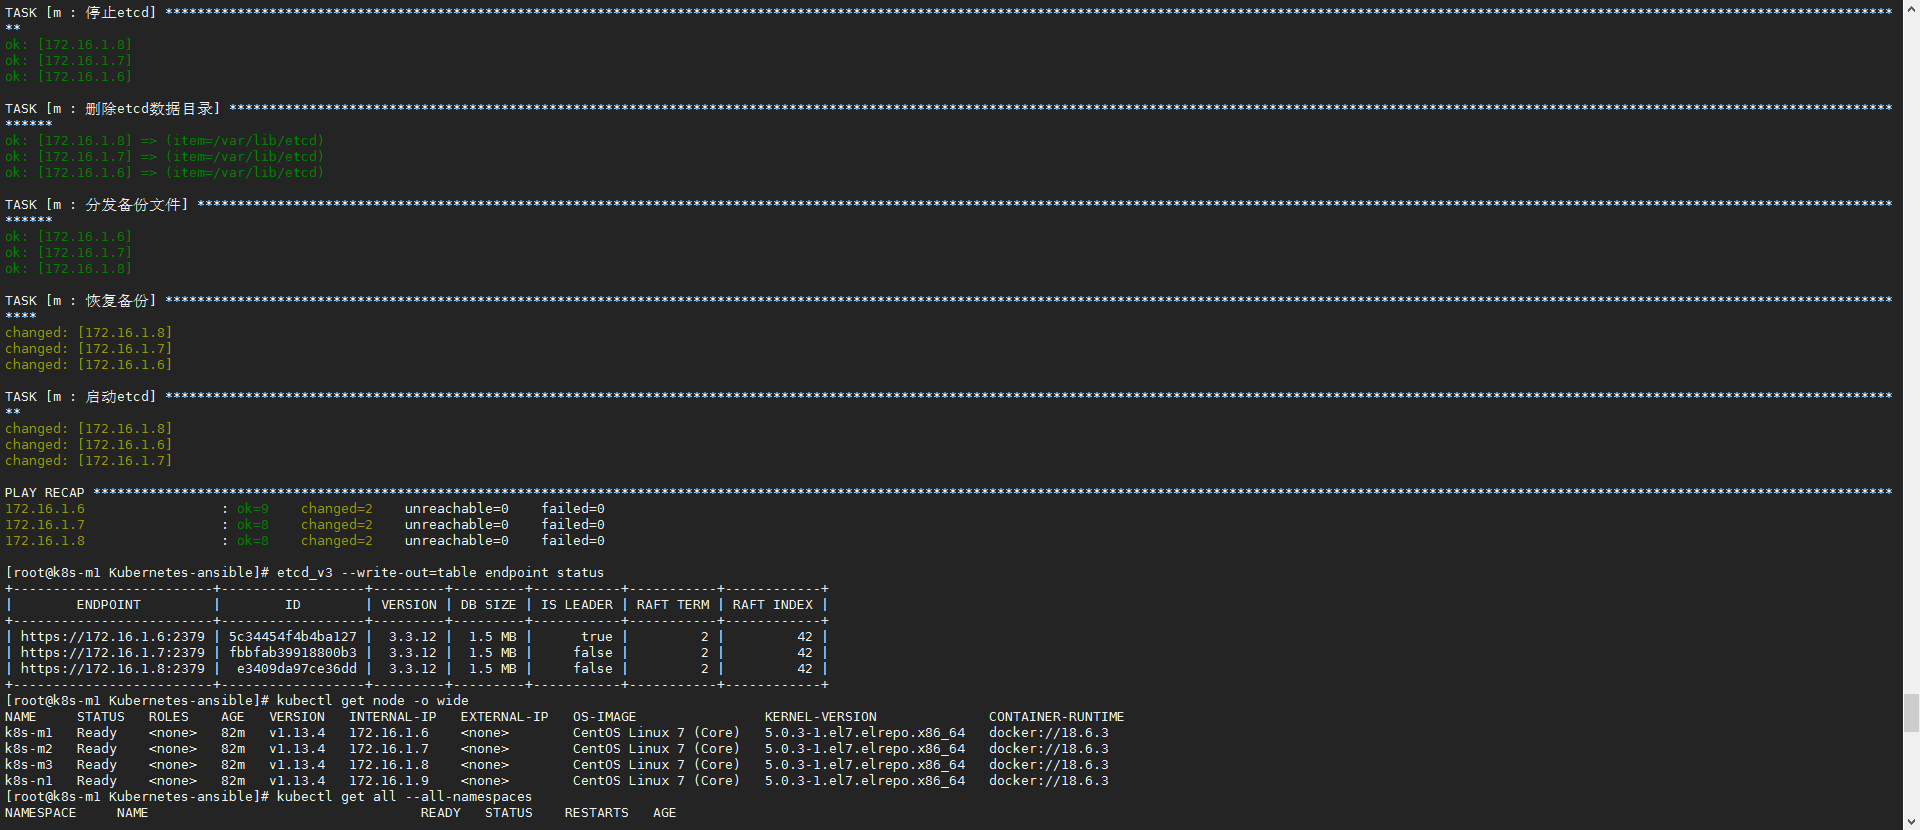 TASK [m : 停止etcd] ************************************************************************************************************************************************************************************************************************
**
ok: [172.16.1.8]
ok: [172.16.1.7]
ok: [172.16.1.6]
TASK [m : 删除etcd数据目录] ****************************************************************************************************************************************************************************************************************
******
ok: [172.16.1.8] => (item=/var/lib/etcd)
ok: [172.16.1.7] => (item=/var/lib/etcd)
ok: [172.16.1.6] => (item=/var/lib/etcd)
TASK [m : 分发备份文件] ********************************************************************************************************************************************************************************************************************
******
ok: [172.16.1.6]
ok: [172.16.1.7]
ok: [172.16.1.8]
TASK [m : 恢复备份] ************************************************************************************************************************************************************************************************************************
****
changed: [172.16.1.8]
changed: [172.16.1.7]
changed: [172.16.1.6]
TASK [m : 启动etcd] ************************************************************************************************************************************************************************************************************************
**
changed: [172.16.1.8]
changed: [172.16.1.6]
changed: [172.16.1.7]
PLAY RECAP *********************************************************************************************************************************************************************************************************************************
172.16.1.6                 : ok=9    changed=2    unreachable=0    failed=0
172.16.1.7                 : ok=8    changed=2    unreachable=0    failed=0
172.16.1.8                 : ok=8    changed=2    unreachable=0    failed=0
[root@k8s-m1 Kubernetes-ansible]# etcd_v3 --write-out=table endpoint status
+-------------------------+------------------+---------+---------+-----------+-----------+------------+
|        ENDPOINT         |        ID        | VERSION | DB SIZE | IS LEADER | RAFT TERM | RAFT INDEX |
+-------------------------+------------------+---------+---------+-----------+-----------+------------+
| https://172.16.1.6:2379 | 5c34454f4b4ba127 |  3.3.12 |  1.5 MB |      true |         2 |         42 |
| https://172.16.1.7:2379 | fbbfab39918800b3 |  3.3.12 |  1.5 MB |     false |         2 |         42 |
| https://172.16.1.8:2379 |  e3409da97ce36dd |  3.3.12 |  1.5 MB |     false |         2 |         42 |
+-------------------------+------------------+---------+---------+-----------+-----------+------------+
[root@k8s-m1 Kubernetes-ansible]# kubectl get node -o wide
NAME     STATUS   ROLES    AGE   VERSION   INTERNAL-IP   EXTERNAL-IP   OS-IMAGE                KERNEL-VERSION              CONTAINER-RUNTIME
k8s-m1   Ready    <none>   82m   v1.13.4   172.16.1.6    <none>        CentOS Linux 7 (Core)   5.0.3-1.el7.elrepo.x86_64   docker://18.6.3
k8s-m2   Ready    <none>   82m   v1.13.4   172.16.1.7    <none>        CentOS Linux 7 (Core)   5.0.3-1.el7.elrepo.x86_64   docker://18.6.3
k8s-m3   Ready    <none>   82m   v1.13.4   172.16.1.8    <none>        CentOS Linux 7 (Core)   5.0.3-1.el7.elrepo.x86_64   docker://18.6.3
k8s-n1   Ready    <none>   82m   v1.13.4   172.16.1.9    <none>        CentOS Linux 7 (Core)   5.0.3-1.el7.elrepo.x86_64   docker://18.6.3
[root@k8s-m1 Kubernetes-ansible]# kubectl get all --all-namespaces
NAMESPACE     NAME                                  READY   STATUS    RESTARTS   AGE